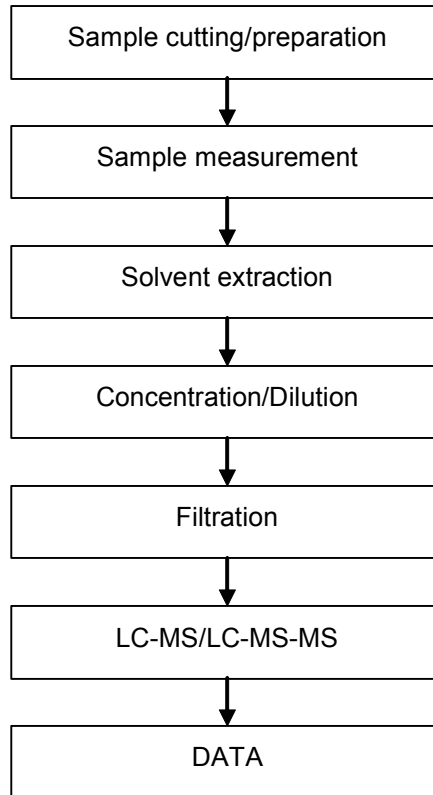 Sample cutting/preparation
Sample measurement
Solvent extraction
Concentration/Dilution
Filtration
LC-MS/LC-MS-MS
DATA